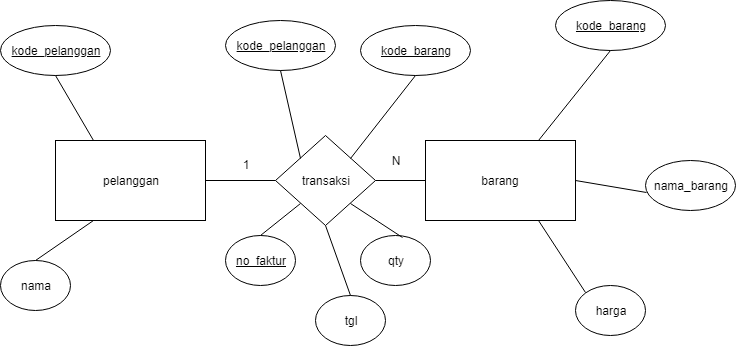 kode_barang
kode_pelanggan
kode_pelanggan
kode_barang
1
N
pelanggan
transaksi
barang
nama_barang
no_faktur
qty
nama
tgl
harga